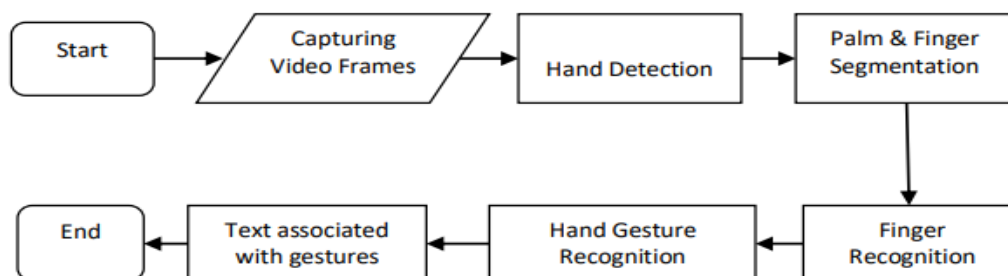 Start
Capturing
Video Frames
Hand Detection
Palm & Finger
Segmentation
Finger
Recognition
Hand Gesture
Recognition
Text associated
with gestures
End